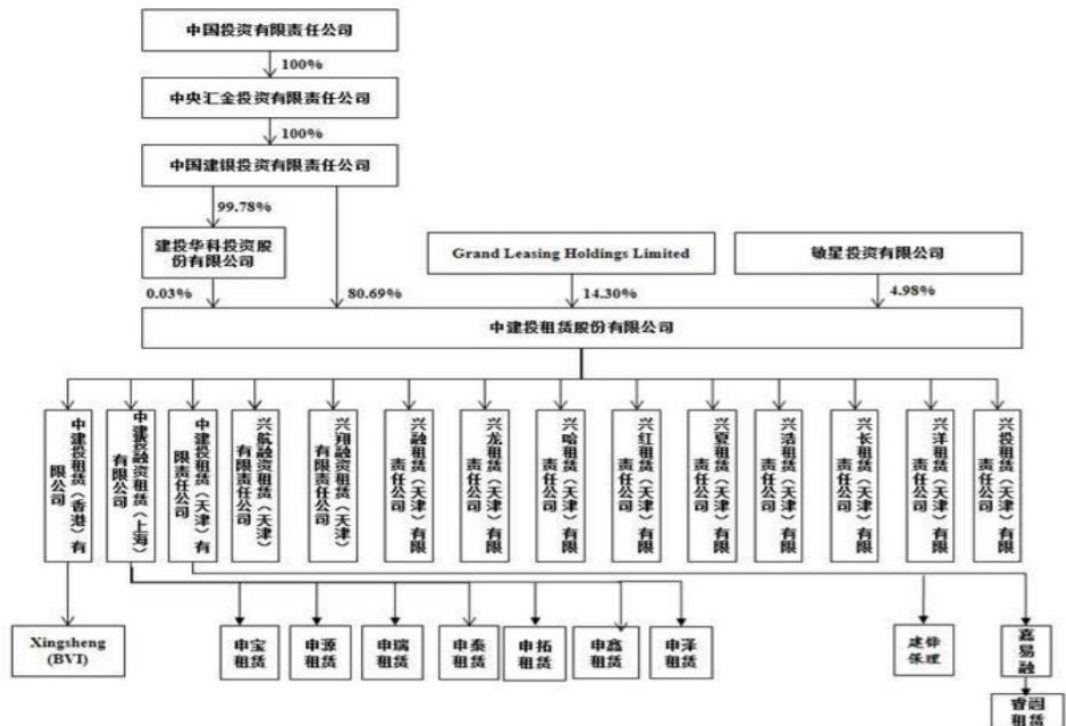 中国投资有限责任公司
100%
中央汇金投资有限责任公司
100%
中国建银投资有限责任公司
99.78%
建投华科投资股
份有限公司
Grand Leasing Holdings Limited
敏星投资有限公司
0.03%
80.69%
14.30%
4.98%
中建投租赁股份有限公司
中建投租赁（香港）有
限公司
中建投融资租赁（上海）
有限公司
中建投租赁（天津）有
限责任公司
兴航融资租赁（天津）
有限责任公司
兴翔融资租赁（天津）
有限责任公司
兴融租赁（天津）有限
责任公司
兴龙租赁（天津）有限
责任公司
兴哈租赁（天津）有限
责任公司
兴红租赁（天津）有限
责任公司
兴夏租赁（天津）有限
责任公司
兴浩租赁（天津）有限
责任公司
兴长租赁（天津）有限
责任公司
兴洋租赁（天津）有限
责任公司
兴投租赁（天津）有限
责任公司
Xingsheng
(BVI)
申宝
租赁
申源
租赁
申瑞
租赁
申泰
租赁
申拓
租赁
申鑫
租赁
申泽
租赁
保理
嘉易融
租赁